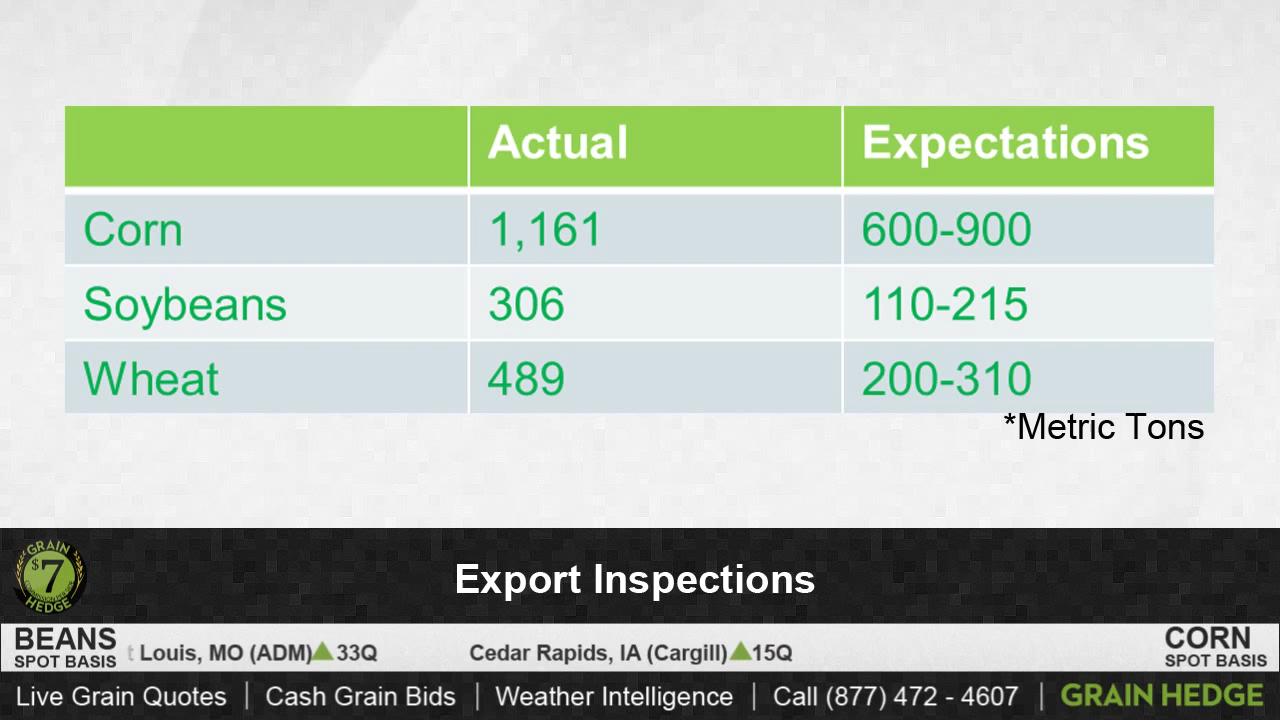 Actual Expectations
Corn 1,161 600-900
Soybeans 306 110-215
Wheat 489 200-310
*Metric Tons
GRAIN
$7
HEDGE
Export Inspections
BEANS
SPOT BASIS
t Louis, MO (ADM) 33Q Cedar Rapids, IA (Cargill) 15Q
CORN
SPOT BASIS
Live Grain Quotes | Cash Grain Bids | Weather Intelligence | Call (877) 472 - 4607 | GRAIN HEDGE